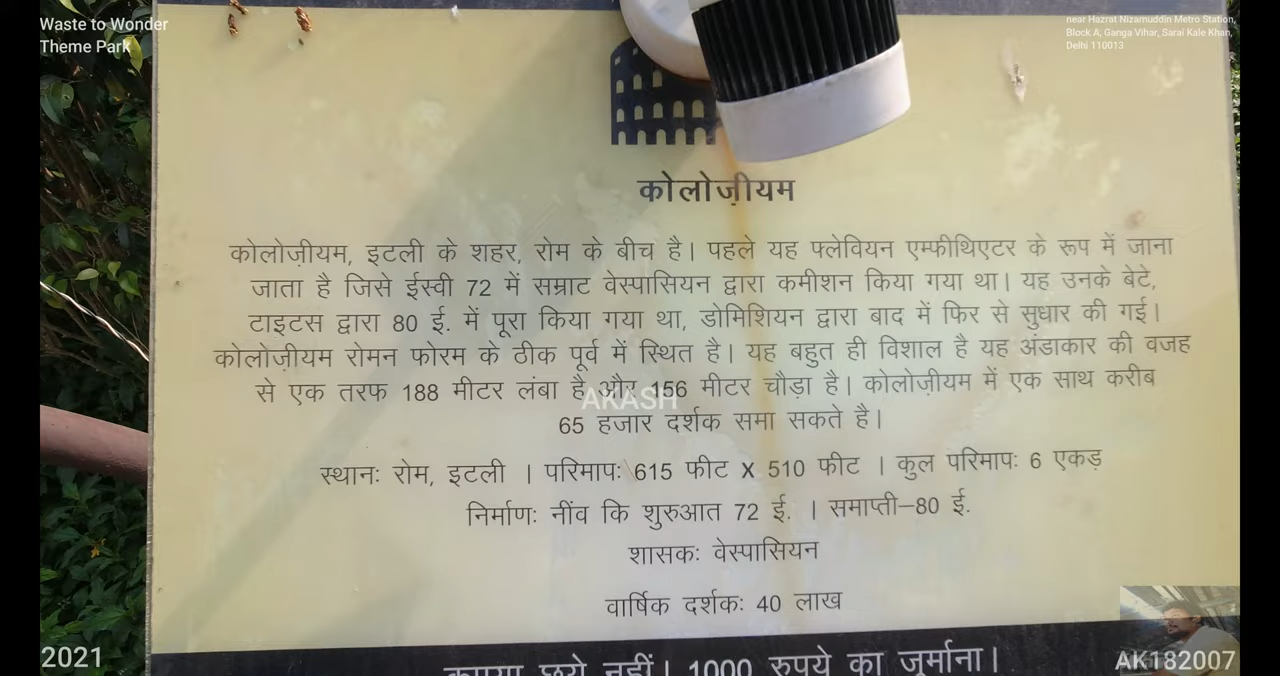 Waste to Wonder
Theme Park
near Hazrat Nizamuddin Metro Station,
Block A, Ganga Vihar, Sarai Kale Khan,
Delhi 110013
कोलोज़ीयम
कोलोज़ीयम, इटली के शहर, रोम के बीच है। पहले यह फ्लेवियन एम्फीथिएटर के रूप में जाना
जाता है जिसे ईस्वी 72 में सम्राट वेस्पासियन द्वारा कमीशन किया गया था। यह उनके बेटे,
टाइटस द्वारा 80 ई. में पूरा किया गया था, डोमिशियन द्वारा बाद में फिर से सुधार की गई।
कोलोज़ीयम रोमन फोरम के ठीक पूर्व में स्थित है। यह बहुत ही विशाल है यह अंडाकार की वजह
से एक तरफ 188 मीटर लंबा है और 156 मीटर चौड़ा है। कोलोज़ीयम में एक साथ करीब
AKASH
65 हजार दर्शक समा सकते है।
स्थानः रोम, इटली । परिमापः 615 फीट X 510 फीट । कुल परिमापः 6 एकड़
निर्माणः नींव कि शुरुआत 72 ई. । समाप्ती–80 ई.
शासकः वेस्पासियन
वार्षिक दर्शकः 40 लाख
कृपया छुये नहीं। 1000 रुपये का जुर्माना।
2021
AK182007